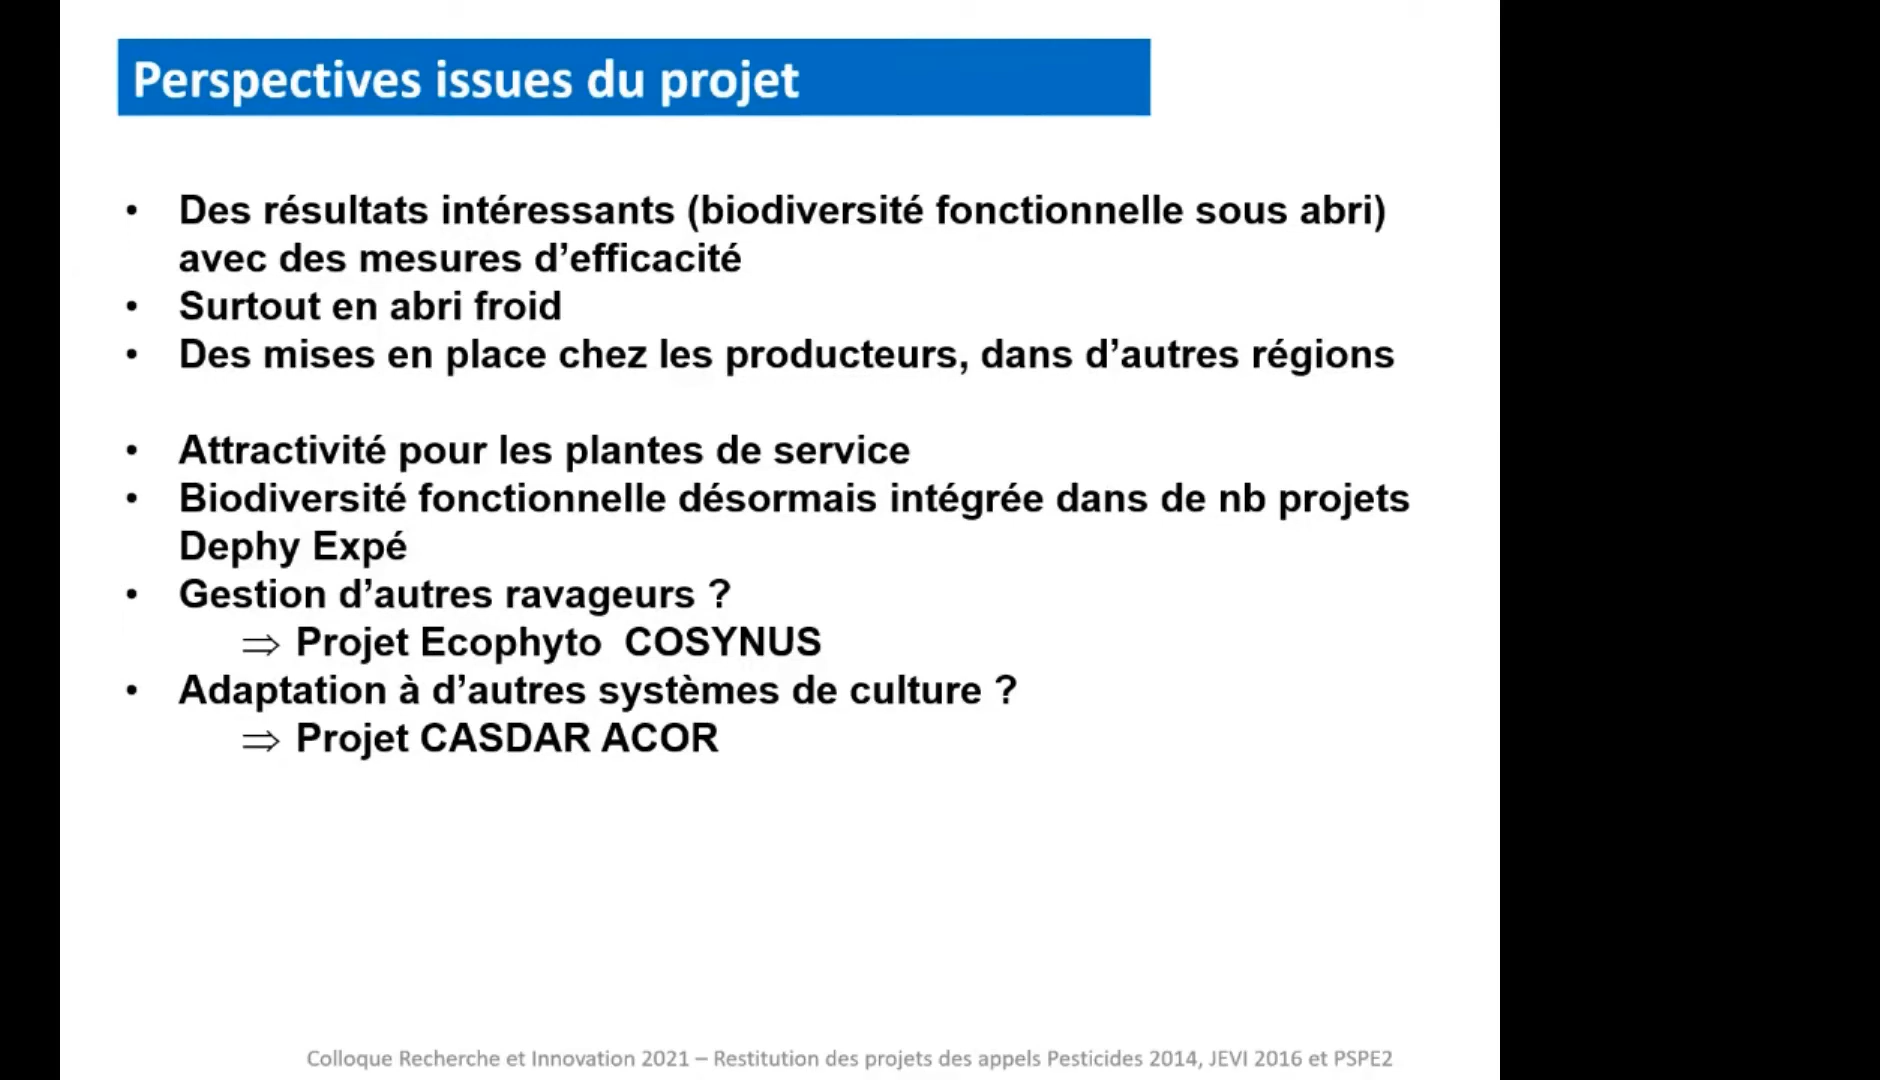 Perspectives issues du projet
• Des résultats intéressants (biodiversité fonctionnelle sous abri)
avec des mesures d’efficacité
• Surtout en abri froid
• Des mises en place chez les producteurs, dans d’autres régions
• Attractivité pour les plantes de service
• Biodiversité fonctionnelle désormais intégrée dans de nb projets
Dephy Expé
• Gestion d’autres ravageurs ?
⇒ Projet Ecophyto  COSYNUS
• Adaptation à d’autres systèmes de culture ?
⇒ Projet CASDAR ACOR
Colloque Recherche et Innovation 2021 – Restitution des projets des appels Pesticides 2014, JEVI 2016 et PSPE2